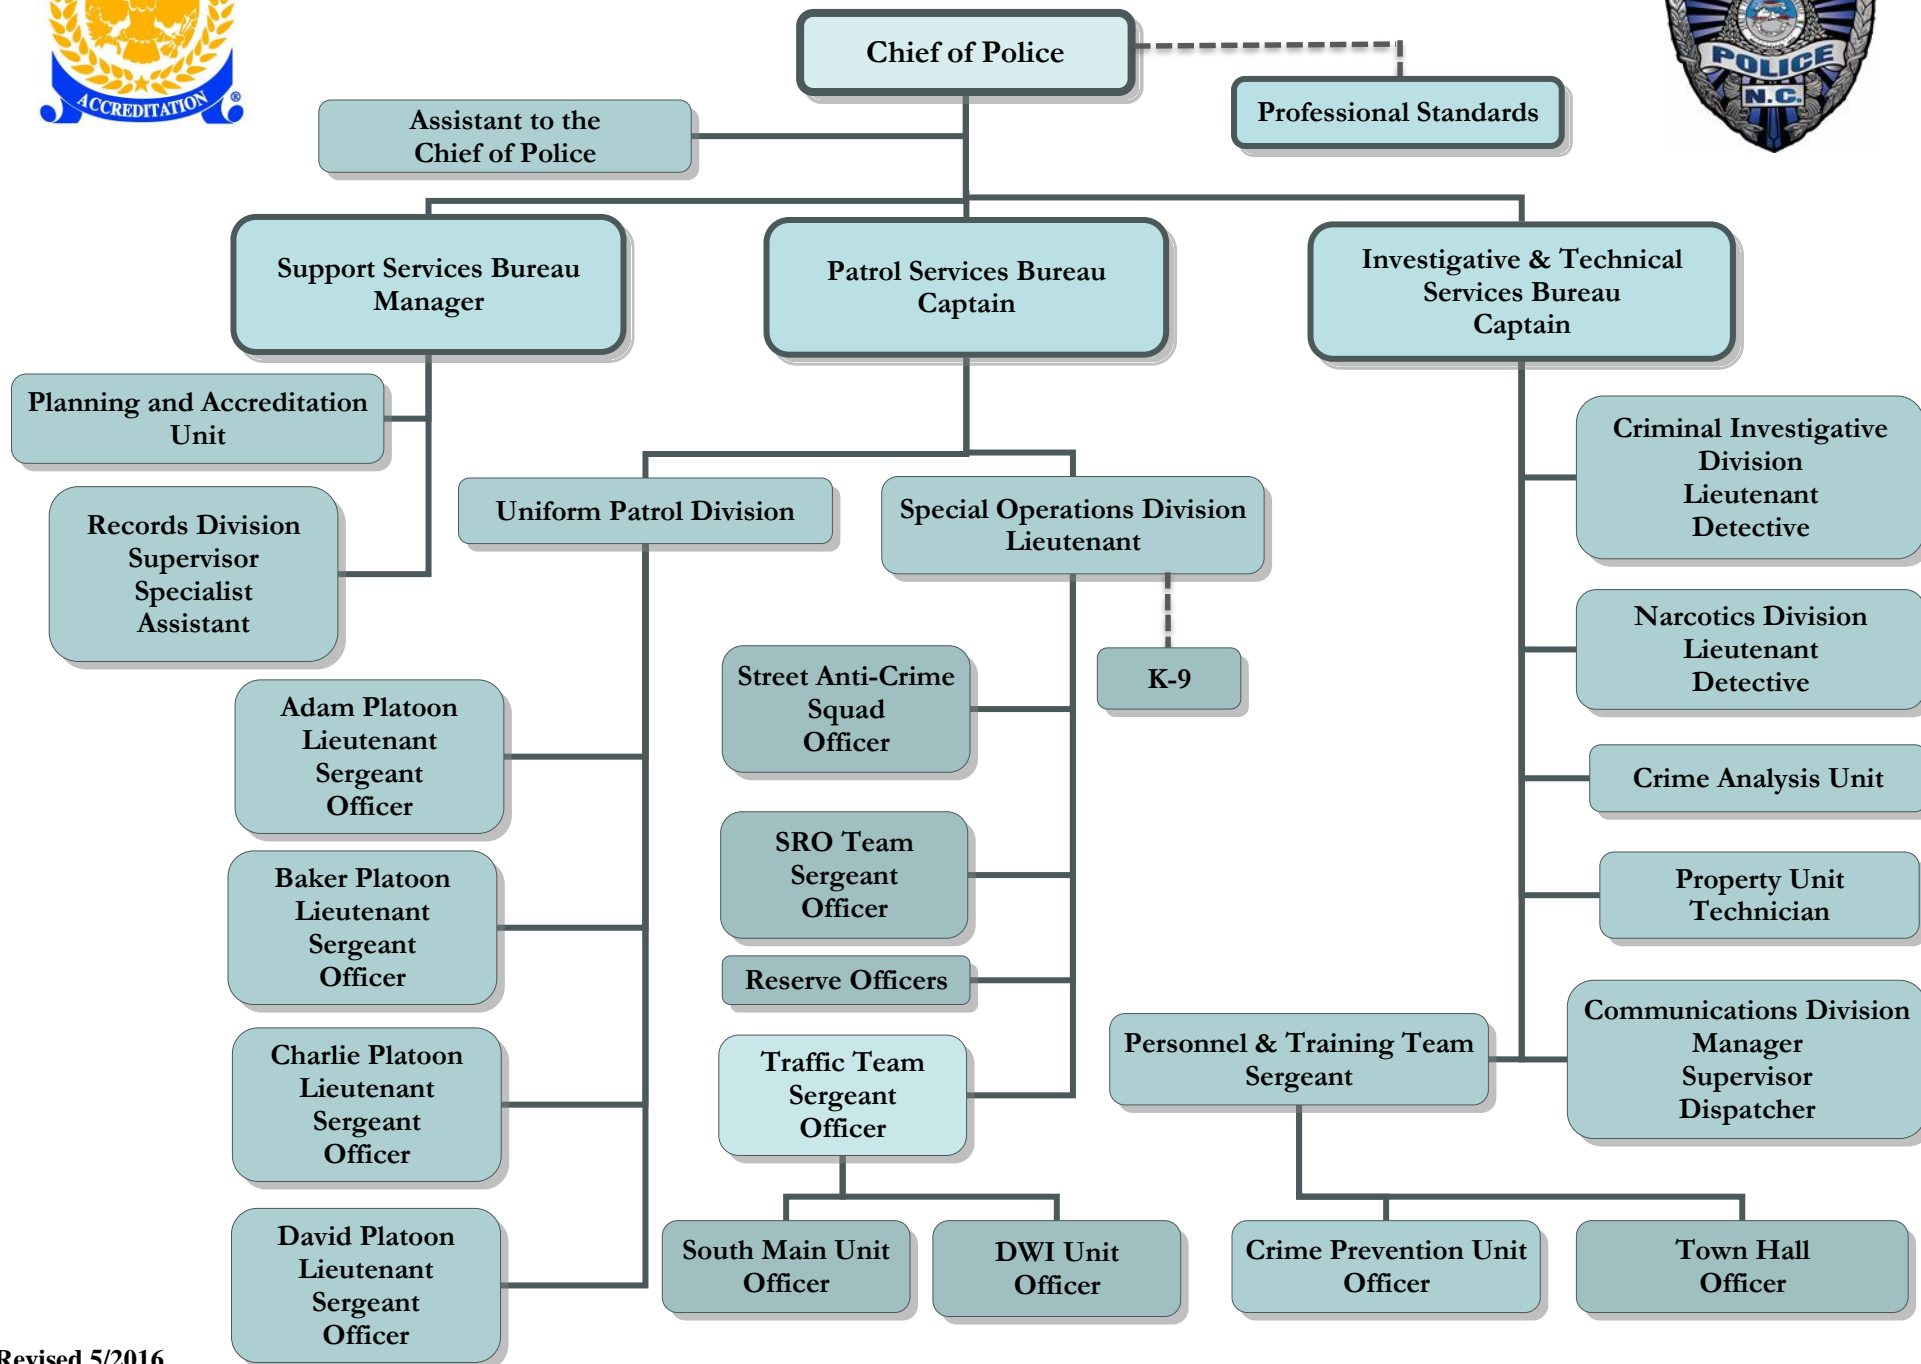 ACCREDITATION
®
POLICE
N.C.
Chief of Police
Professional Standards
Assistant to the
Chief of Police
Support Services Bureau
Manager
Patrol Services Bureau
Captain
Investigative & Technical
Services Bureau
Captain
Planning and Accreditation
Unit
Records Division
Supervisor
Specialist
Assistant
Uniform Patrol Division
Special Operations Division
Lieutenant
K-9
Adam Platoon
Lieutenant
Sergeant
Officer
Baker Platoon
Lieutenant
Sergeant
Officer
Charlie Platoon
Lieutenant
Sergeant
Officer
David Platoon
Lieutenant
Sergeant
Officer
Street Anti-Crime
Squad
Officer
SRO Team
Sergeant
Officer
Reserve Officers
Traffic Team
Sergeant
Officer
South Main Unit
Officer
DWI Unit
Officer
Criminal Investigative
Division
Lieutenant
Detective
Narcotics Division
Lieutenant
Detective
Crime Analysis Unit
Property Unit
Technician
Communications Division
Manager
Supervisor
Dispatcher
Personnel & Training Team
Sergeant
Crime Prevention Unit
Officer
Town Hall
Officer
Revised 5/2016